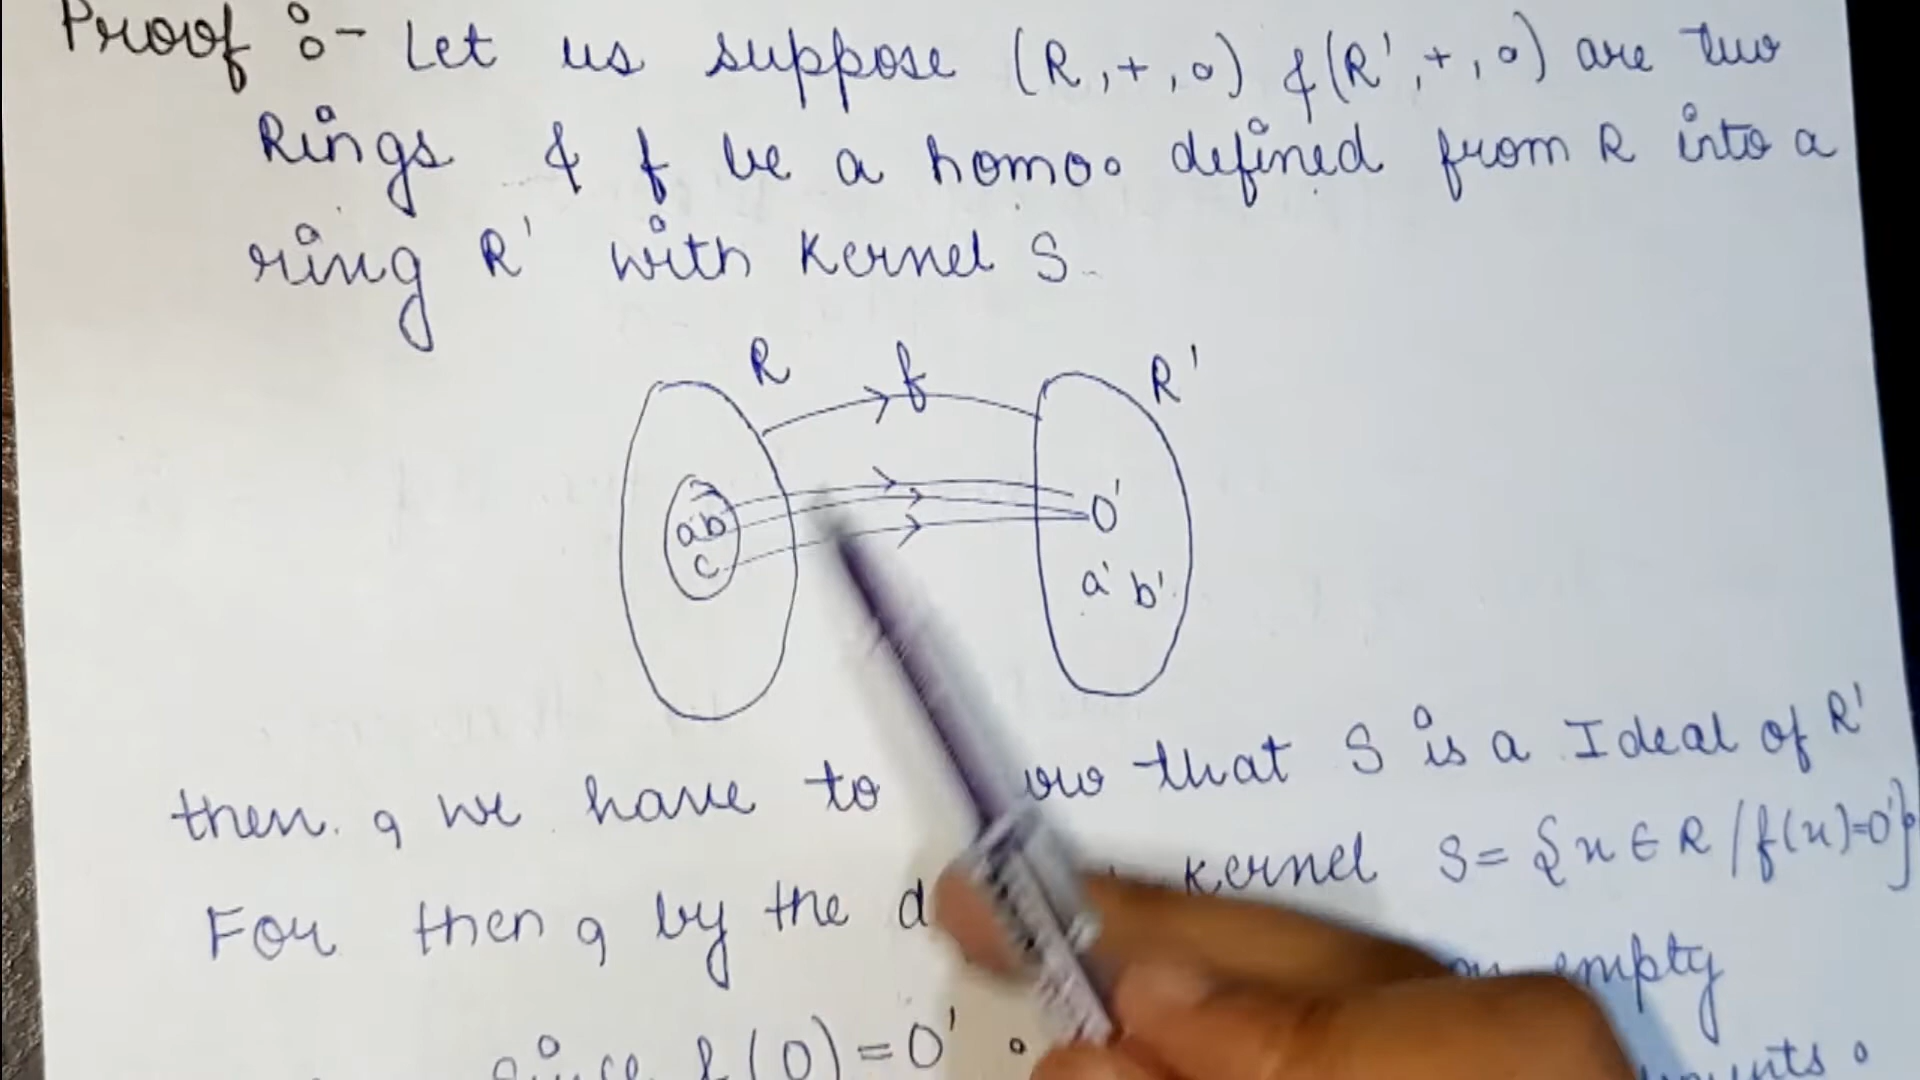 Proof :- Let us suppose (R,+,o) & (R',+,o) are two
Rings & f be a homo. defined from R into a
ring R' with Kernel S.
R f R'
a b 0'
c a' b'
then, we have to that S is a Ideal of R'
For then, by the Kernel S = {x ∈ R / f(x)=0'}
empty
since f(0) = 0' .